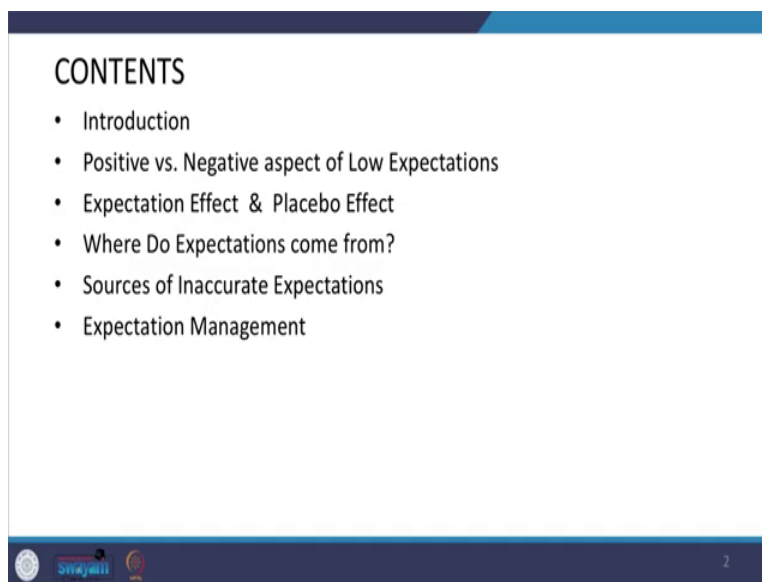 CONTENTS
• Introduction
• Positive vs. Negative aspect of Low Expectations
• Expectation Effect & Placebo Effect
• Where Do Expectations come from?
• Sources of Inaccurate Expectations
• Expectation Management
swayam
2